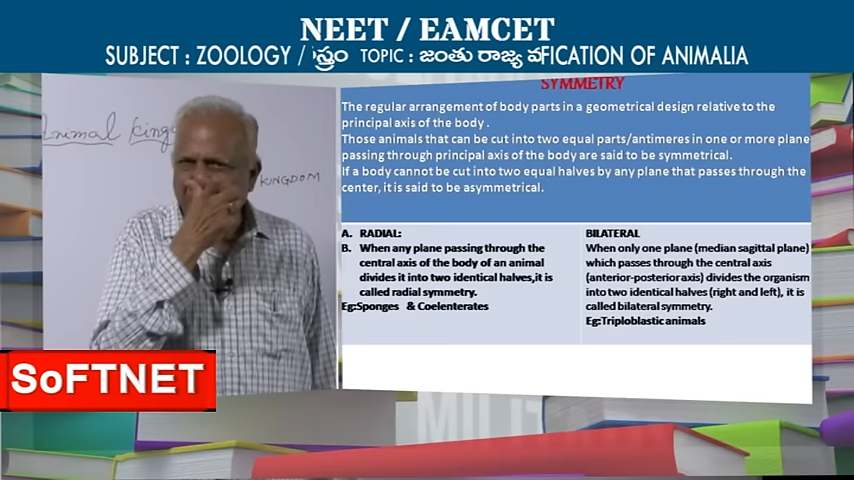 NEET / EAMCET
SUBJECT : ZOOLOGY / TOPIC : జంతు రాజ్య FICATION OF ANIMALIA
Animal
KINGDOM
SYMMETRY
The regular arrangement of body parts in a geometrical design relative to the
principal axis of the body .
Those animals that can be cut into two equal parts/antimeres in one or more plane
passing through principal axis of the body are said to be symmetrical.
If a body cannot be cut into two equal halves by any plane that passes through the
center, it is said to be asymmetrical.
A. RADIAL:
B. When any plane passing through the
central axis of the body of an animal
divides it into two identical halves,it is
called radial symmetry.
Eg:Sponges & Coelenterates
BILATERAL
When only one plane (median sagittal plane)
which passes through the central axis
(anterior-posterior axis) divides the organism
into two identical halves (right and left), it is
called bilateral symmetry.
Eg:Triploblastic animals
SoFTNET